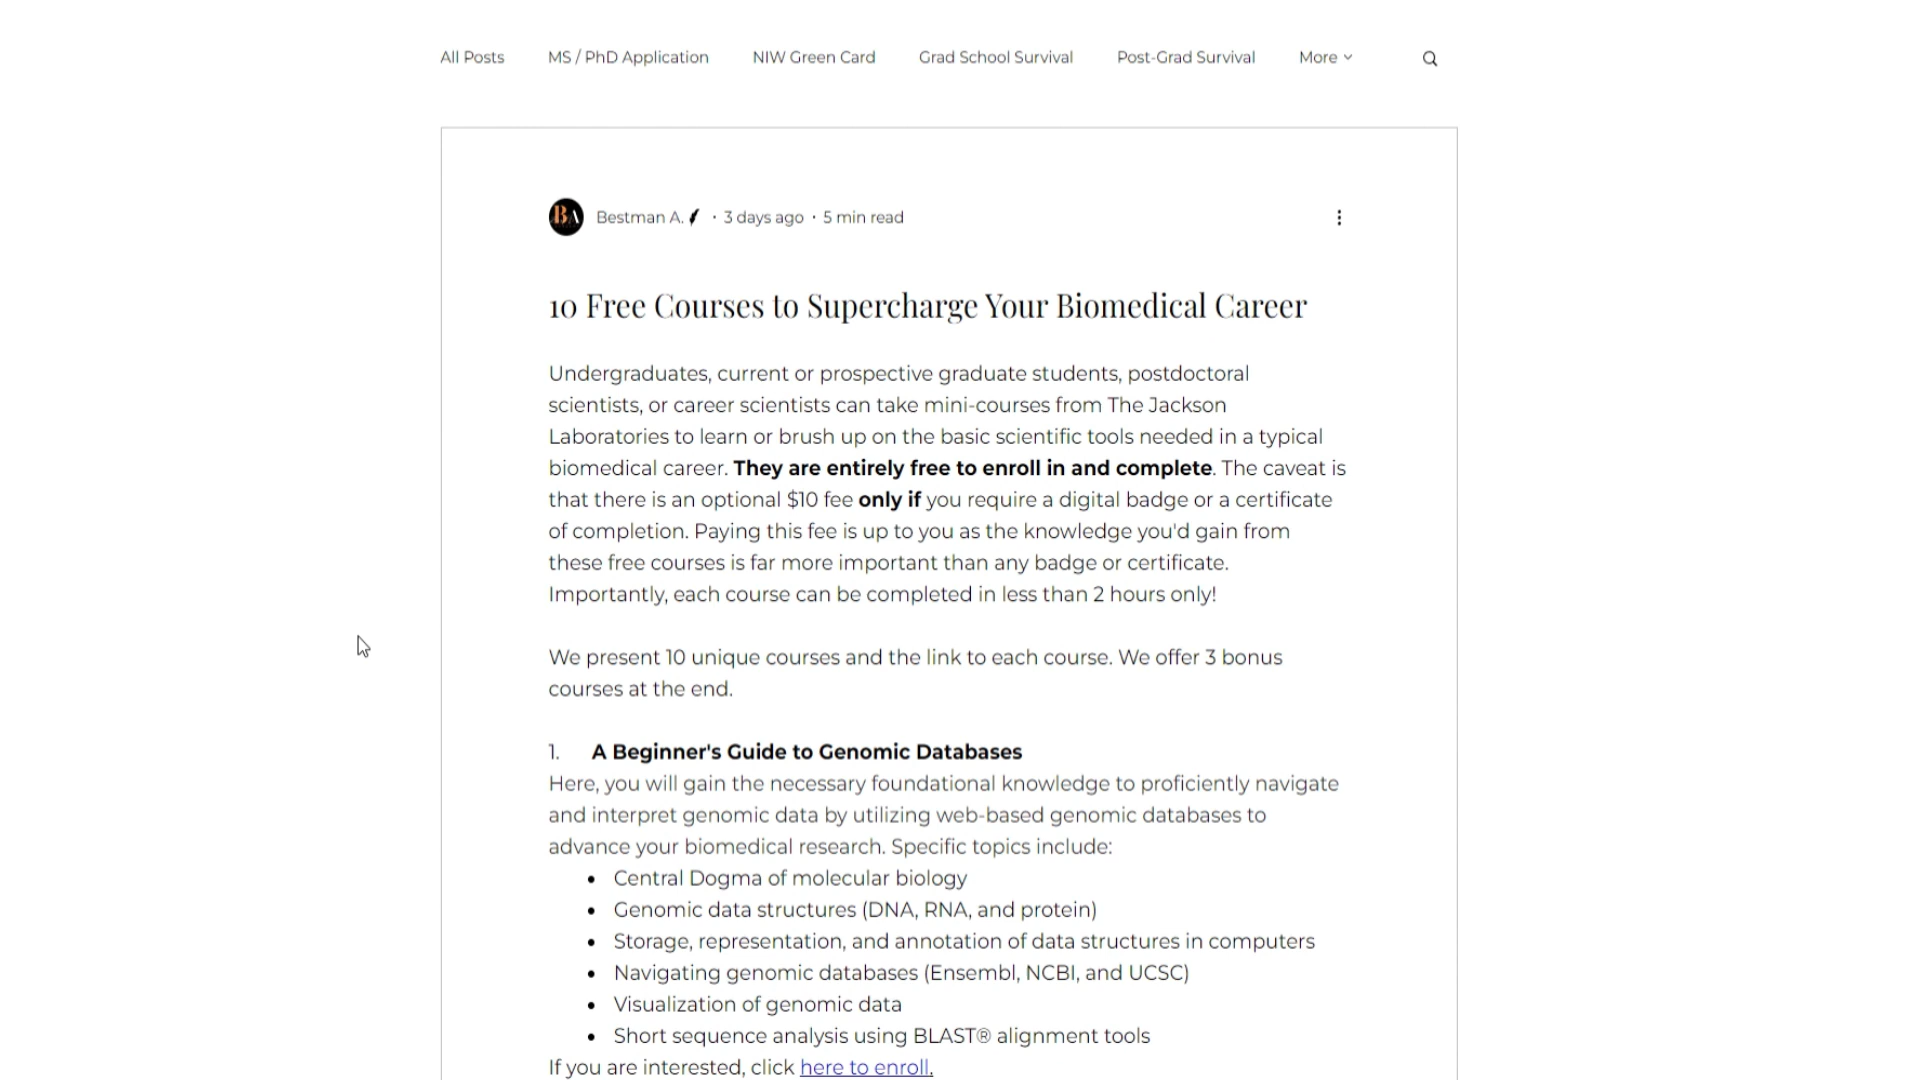 All Posts MS / PhD Application NIW Green Card Grad School Survival Post-Grad Survival More
BA Bestman A. · 3 days ago · 5 min read
10 Free Courses to Supercharge Your Biomedical Career
Undergraduates, current or prospective graduate students, postdoctoral
scientists, or career scientists can take mini-courses from The Jackson
Laboratories to learn or brush up on the basic scientific tools needed in a typical
biomedical career. They are entirely free to enroll in and complete. The caveat is
that there is an optional $10 fee only if you require a digital badge or a certificate
of completion. Paying this fee is up to you as the knowledge you'd gain from
these free courses is far more important than any badge or certificate.
Importantly, each course can be completed in less than 2 hours only!
We present 10 unique courses and the link to each course. We offer 3 bonus
courses at the end.
1. A Beginner's Guide to Genomic Databases
Here, you will gain the necessary foundational knowledge to proficiently navigate
and interpret genomic data by utilizing web-based genomic databases to
advance your biomedical research. Specific topics include:
• Central Dogma of molecular biology
• Genomic data structures (DNA, RNA, and protein)
• Storage, representation, and annotation of data structures in computers
• Navigating genomic databases (Ensembl, NCBI, and UCSC)
• Visualization of genomic data
• Short sequence analysis using BLAST® alignment tools
If you are interested, click here to enroll.